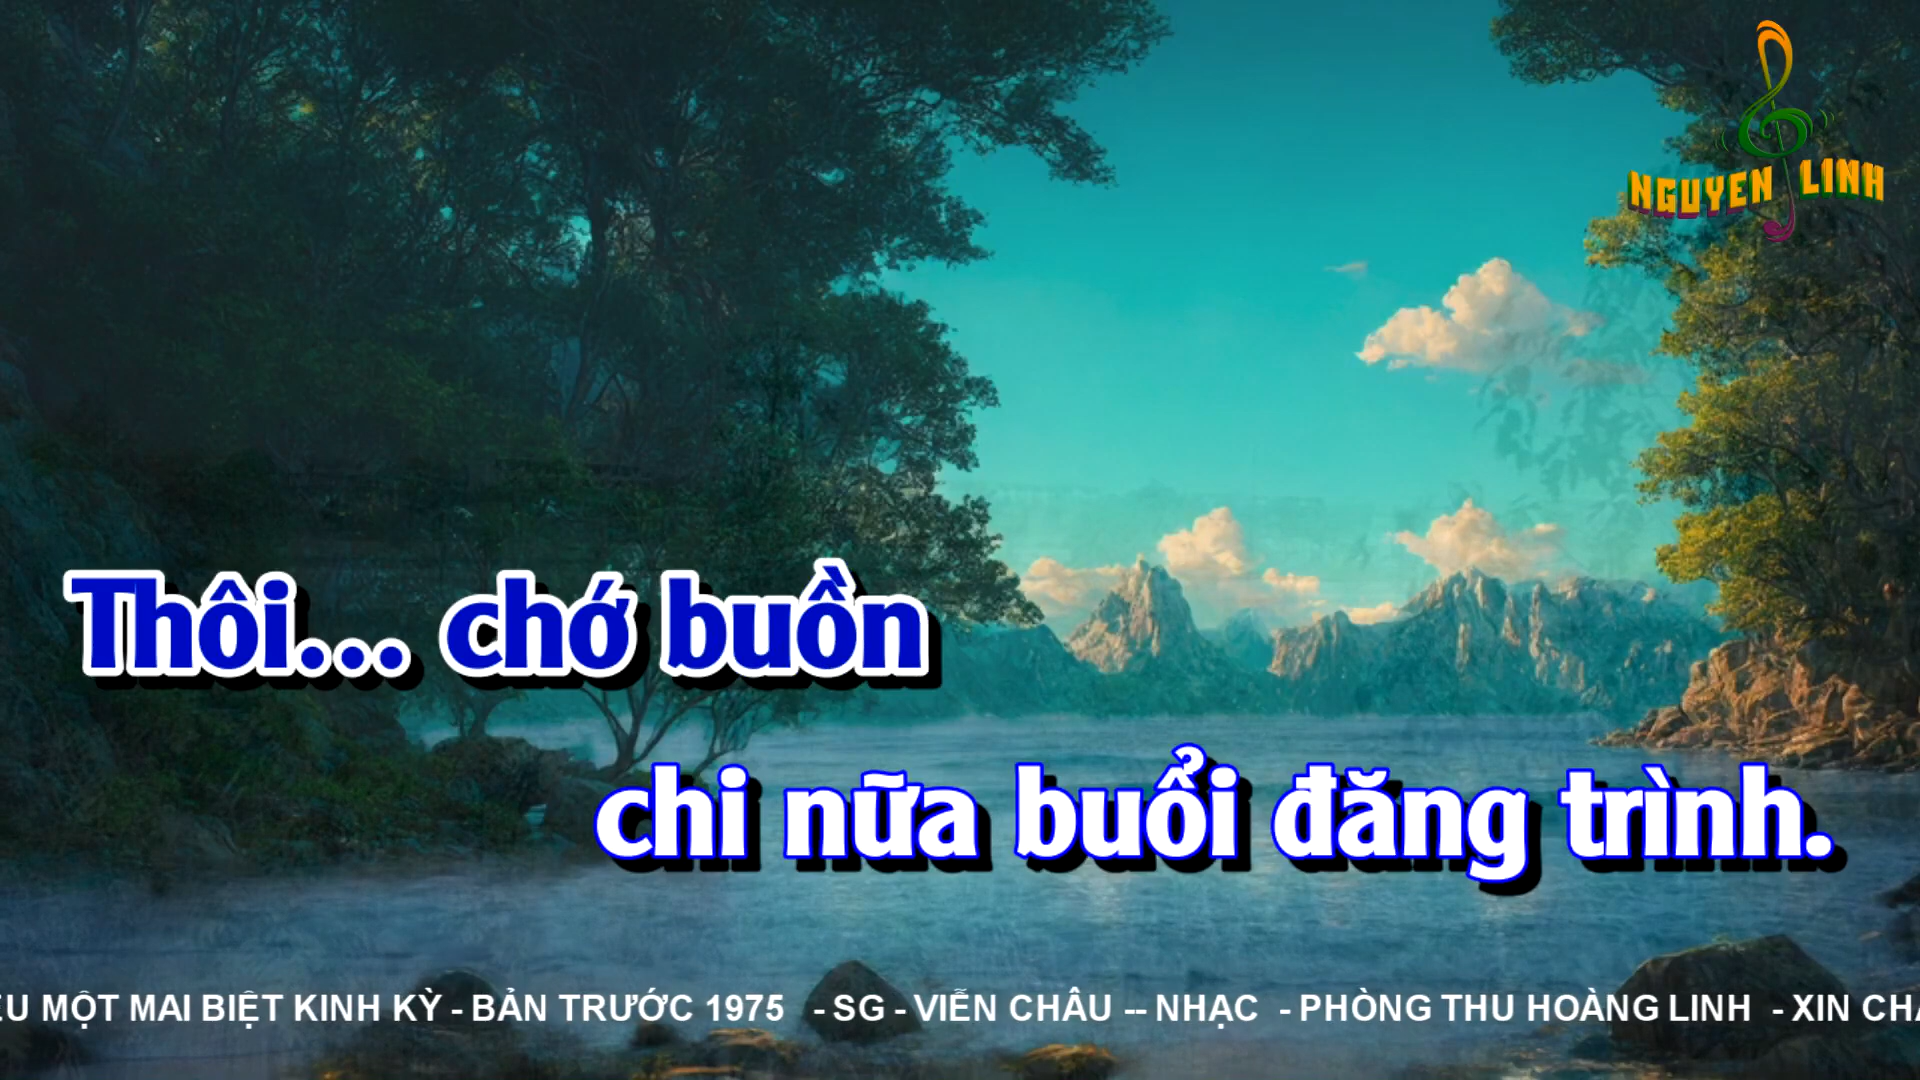 NGUYEN LINH
Thôi... chớ buồn
chi nữa buổi đăng trình.
MỘT MAI BIỆT KINH KỲ - BẢN TRƯỚC 1975 - SG - VIỄN CHÂU -- NHẠC - PHÒNG THU HOÀNG LINH - XIN